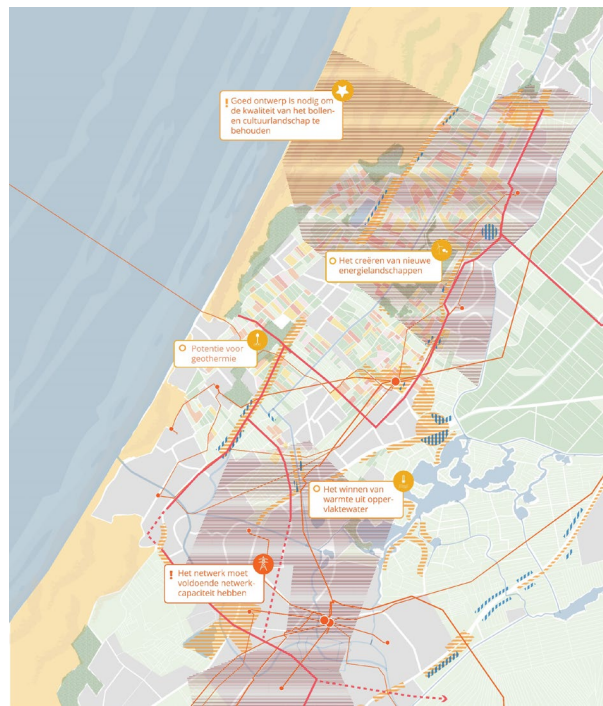 ! Goed ontwerp is nodig om
de kwaliteit van het bollen-
en cultuurlandschap te
behouden
Het creëren van nieuwe
energielandschappen
Potentie voor
geothermie
Het winnen van
warmte uit opper-
vlaktewater
! Het netwerk moet
voldoende netwerk-
capaciteit hebben